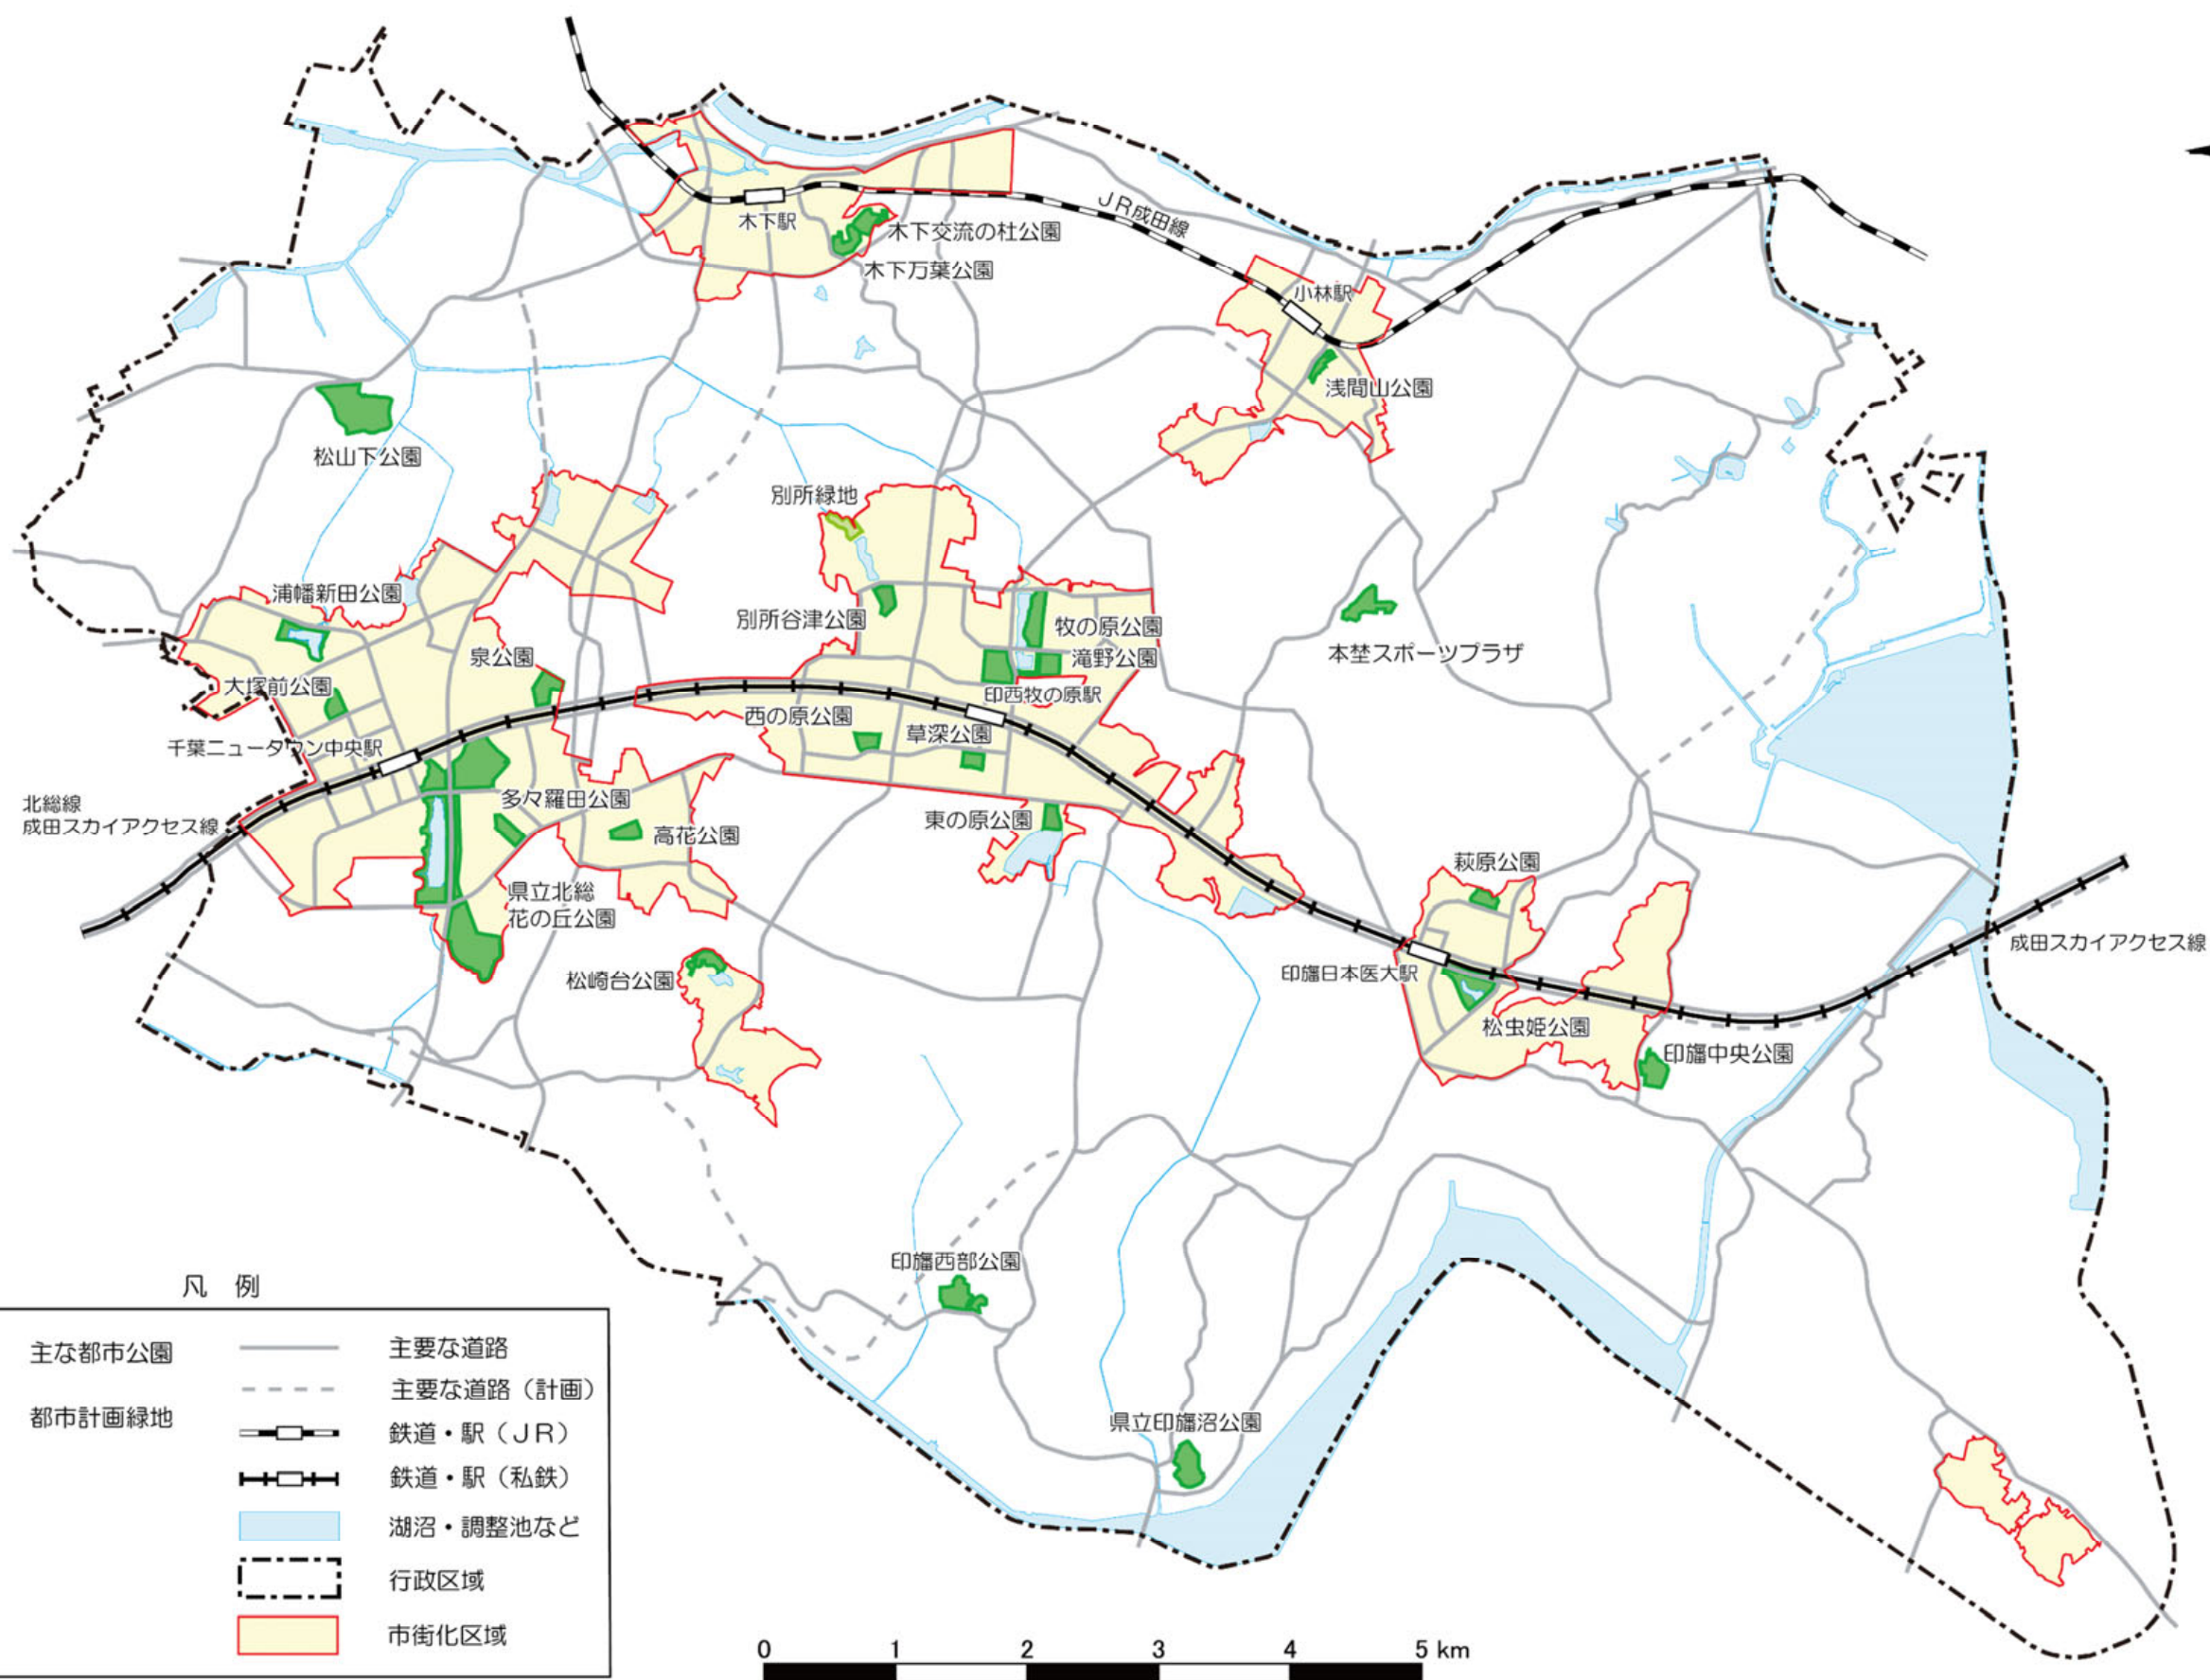 木下駅
JR成田線
木下交流の杜公園
木下万葉公園
小林駅
浅間山公園
松山下公園
別所緑地
浦幡新田公園
別所谷津公園
牧の原公園
本埜スポーツプラザ
泉公園
滝野公園
大塚前公園
印西牧の原駅
西の原公園
草深公園
千葉ニュータウン中央駅
北総線
成田スカイアクセス線
多々羅田公園
高花公園
東の原公園
萩原公園
県立北総
花の丘公園
松崎台公園
印旛日本医大駅
成田スカイアクセス線
松虫姫公園
印旛中央公園
印旛西部公園
県立印旛沼公園
凡 例
主な都市公園
都市計画緑地
主要な道路
主要な道路（計画）
鉄道・駅（JR）
鉄道・駅（私鉄）
湖沼・調整池など
行政区域
市街化区域
0 1 2 3 4 5 km